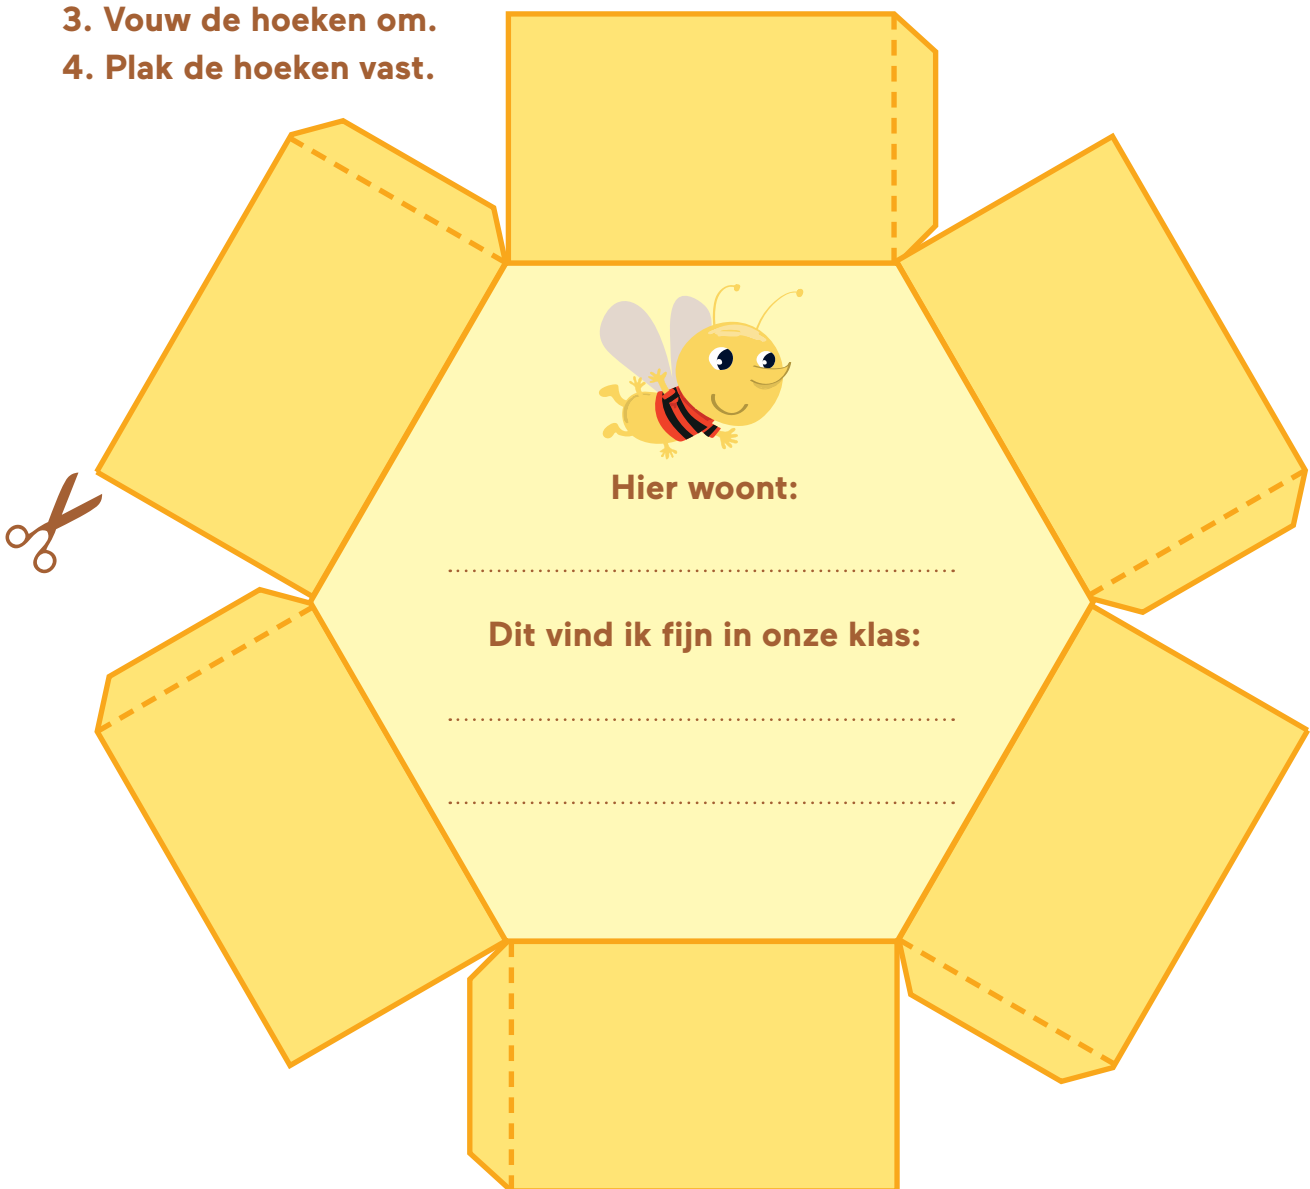 3. Vouw de hoeken om.
4. Plak de hoeken vast.
Hier woont:
Dit vind ik fijn in onze klas: